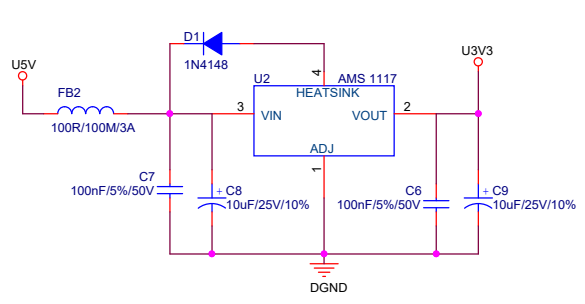 D1
1N4148
U5V
FB2
100R/100M/3A
U2
4
AMS 1117
HEATSINK
U3V3
3
VIN
VOUT
2
ADJ
1
C7
100nF/5%/50V
+
C8
10uF/25V/10%
C6
100nF/5%/50V
+
C9
10uF/25V/10%
DGND